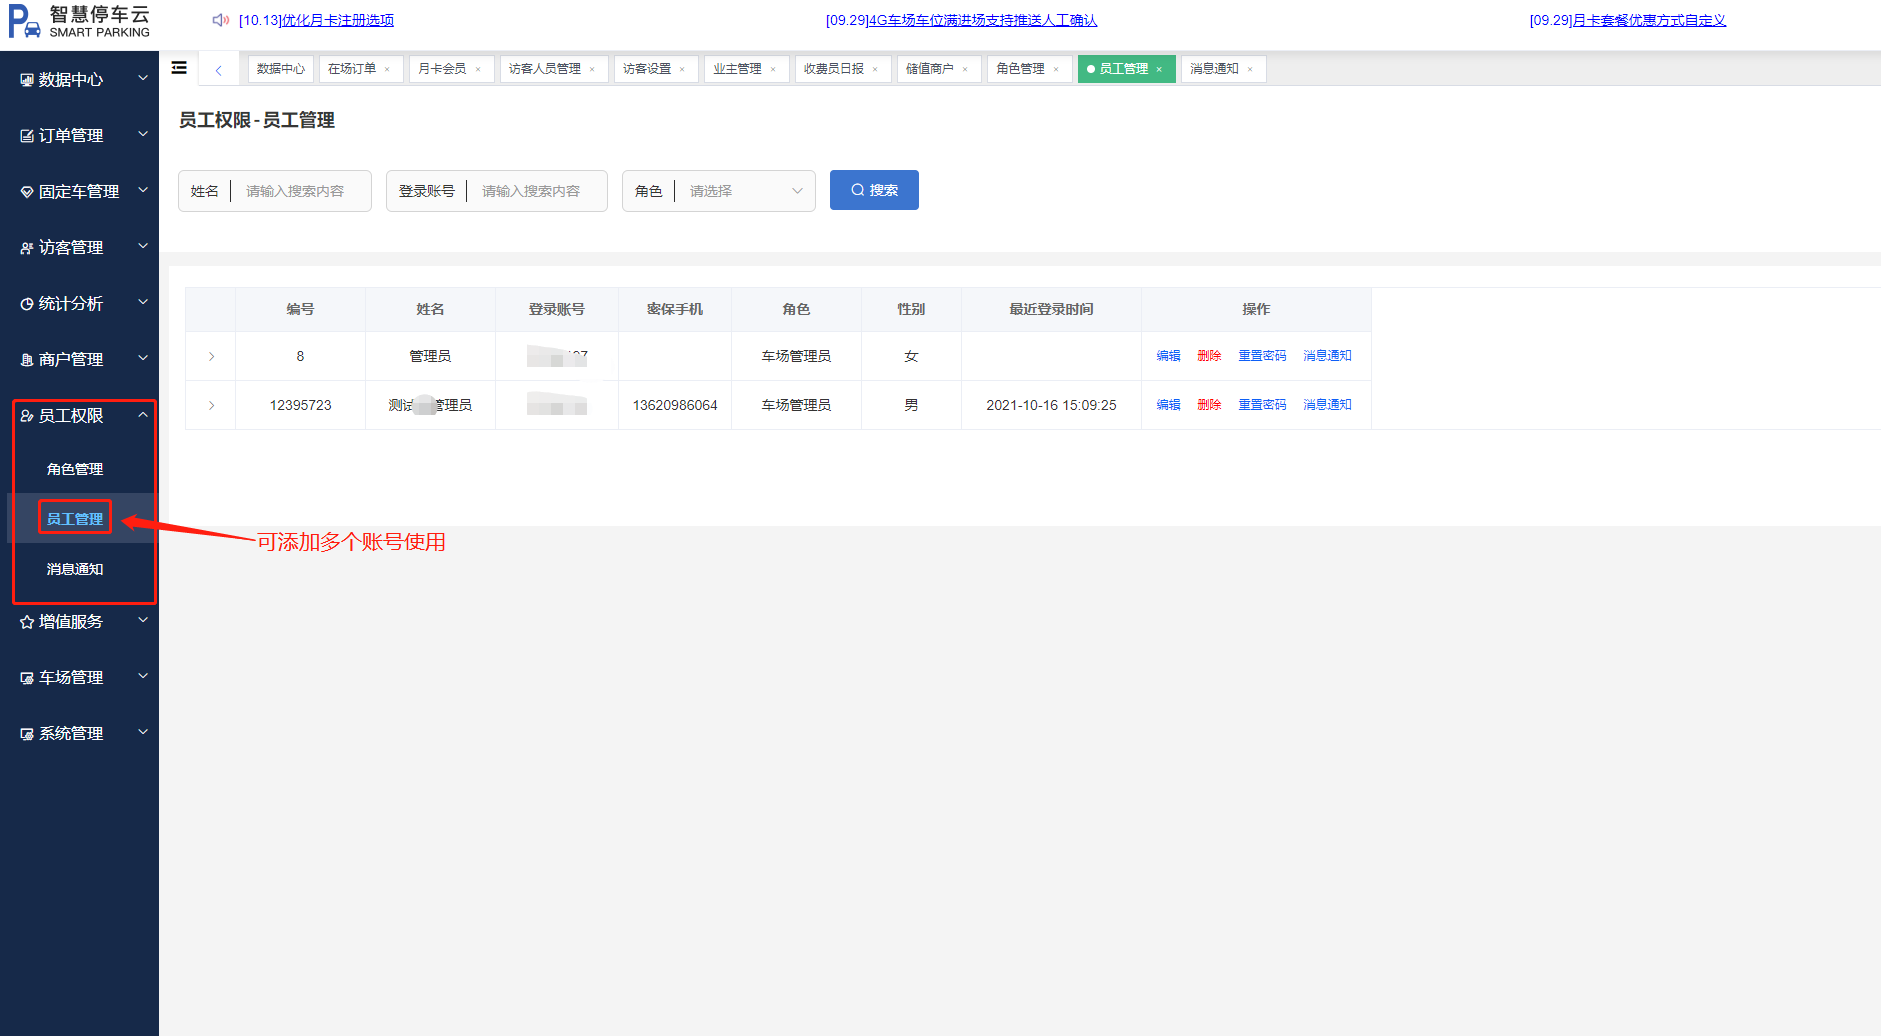 智慧停车云
SMART PARKING
[10.13]优化月卡注册选项
[09.29]4G车场车位满进场支持推送人工确认
[09.29]月卡套餐优惠方式自定义
数据中心
订单管理
固定车管理
访客管理
统计分析
商户管理
员工权限
角色管理
员工管理
消息通知
增值服务
车场管理
系统管理
数据中心 在场订单 × 月卡会员 × 访客人员管理 × 访客设置 × 业主管理 × 收费员日报 × 储值商户 × 角色管理 × 员工管理 × 消息通知 ×
员工权限-员工管理
姓名 请输入搜索内容 登录账号 请输入搜索内容 角色 请选择 搜索
编号 姓名 登录账号 密保手机 角色 性别 最近登录时间 操作
8 管理员 车场管理员 女 编辑 删除 重置密码 消息通知
12395723 测试 管理员 13620986064 车场管理员 男 2021-10-16 15:09:25 编辑 删除 重置密码 消息通知
可添加多个账号使用